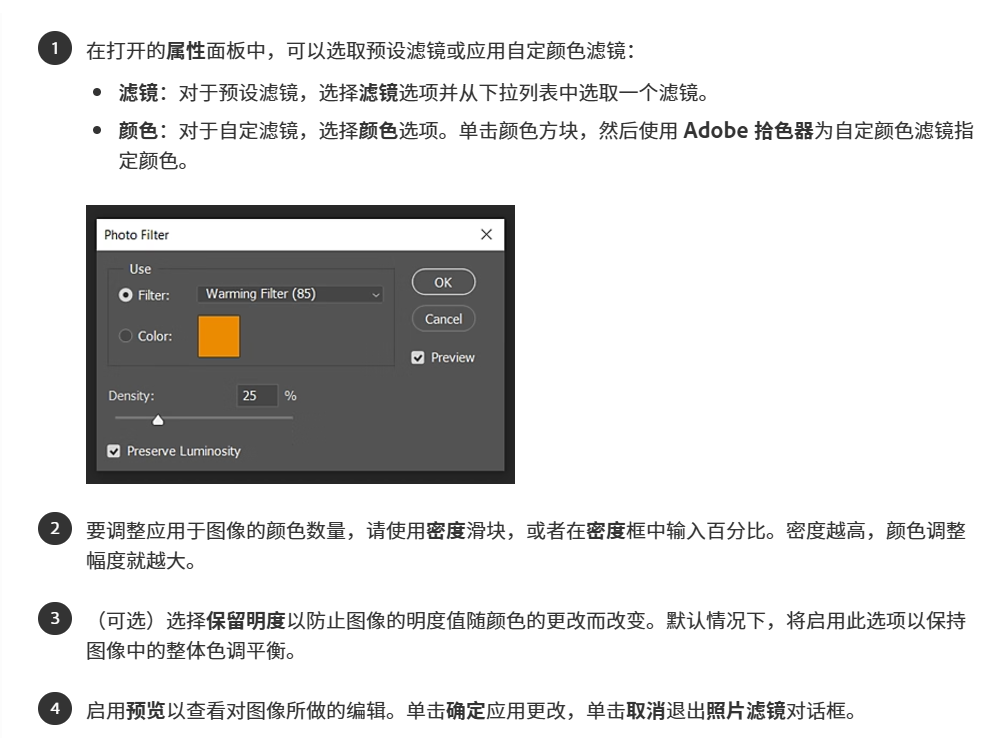 1 在打开的属性面板中，可以选取预设滤镜或应用自定颜色滤镜：
• 滤镜：对于预设滤镜，选择滤镜选项并从下拉列表中选取一个滤镜。
• 颜色：对于自定滤镜，选择颜色选项。单击颜色方块，然后使用 Adobe 拾色器为自定颜色滤镜指
定颜色。
Photo Filter
Use
Filter: Warming Filter (85)
Color:
OK
Cancel
Preview
Density: 25 %
Preserve Luminosity
2 要调整应用于图像的颜色数量，请使用密度滑块，或者在密度框中输入百分比。密度越高，颜色调整
幅度就越大。
3 （可选）选择保留明度以防止图像的明度值随颜色的更改而改变。默认情况下，将启用此选项以保持
图像中的整体色调平衡。
4 启用预览以查看对图像所做的编辑。单击确定应用更改，单击取消退出照片滤镜对话框。